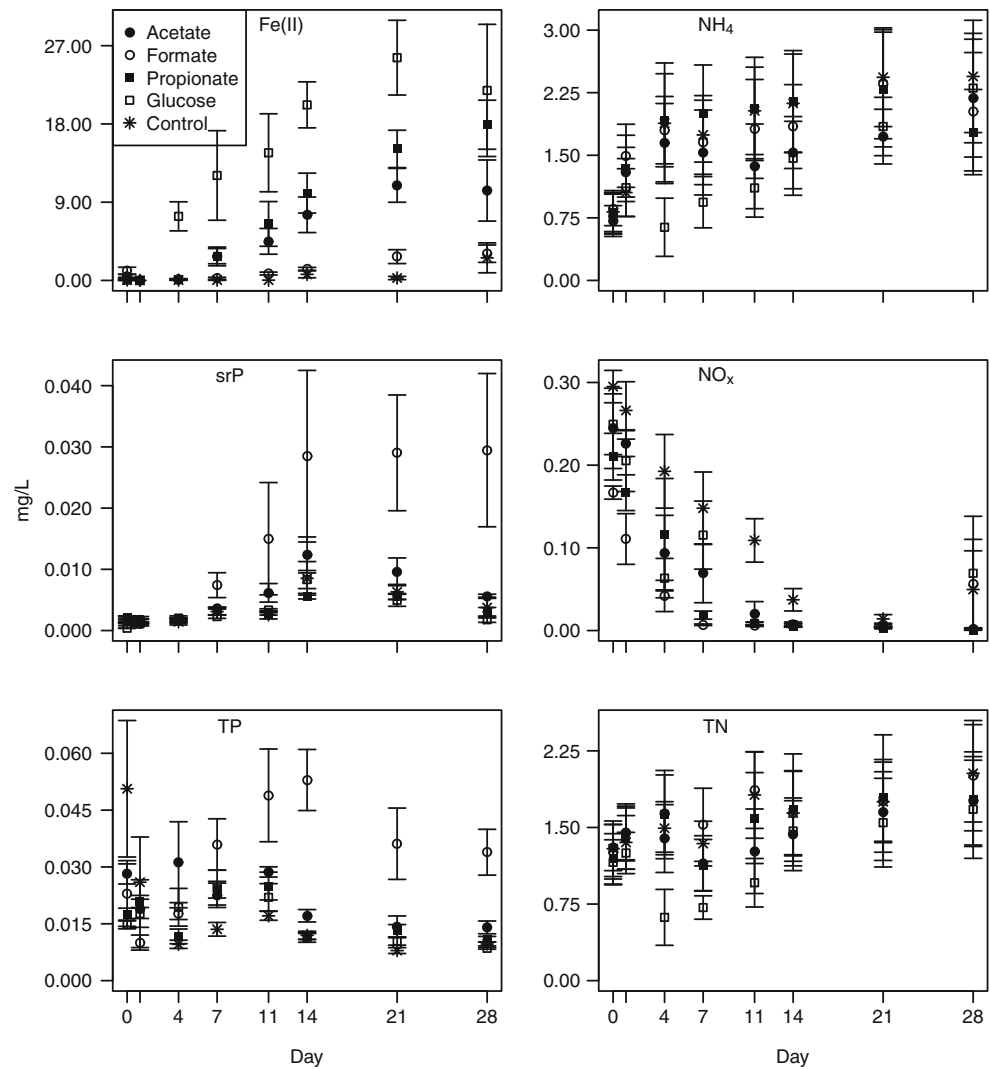 Fe(II)
Acetate
Formate
Propionate
Glucose
Control
27.00
18.00
9.00
0.00
NH₄
3.00
2.25
1.50
0.75
0.00
srP
0.040
0.030
0.020
0.010
0.000
mg/L
NOₓ
0.30
0.20
0.10
0.00
TP
0.060
0.045
0.030
0.015
0.000
0 4 7 11 14 21 28
Day
TN
2.25
1.50
0.75
0.00
0 4 7 11 14 21 28
Day